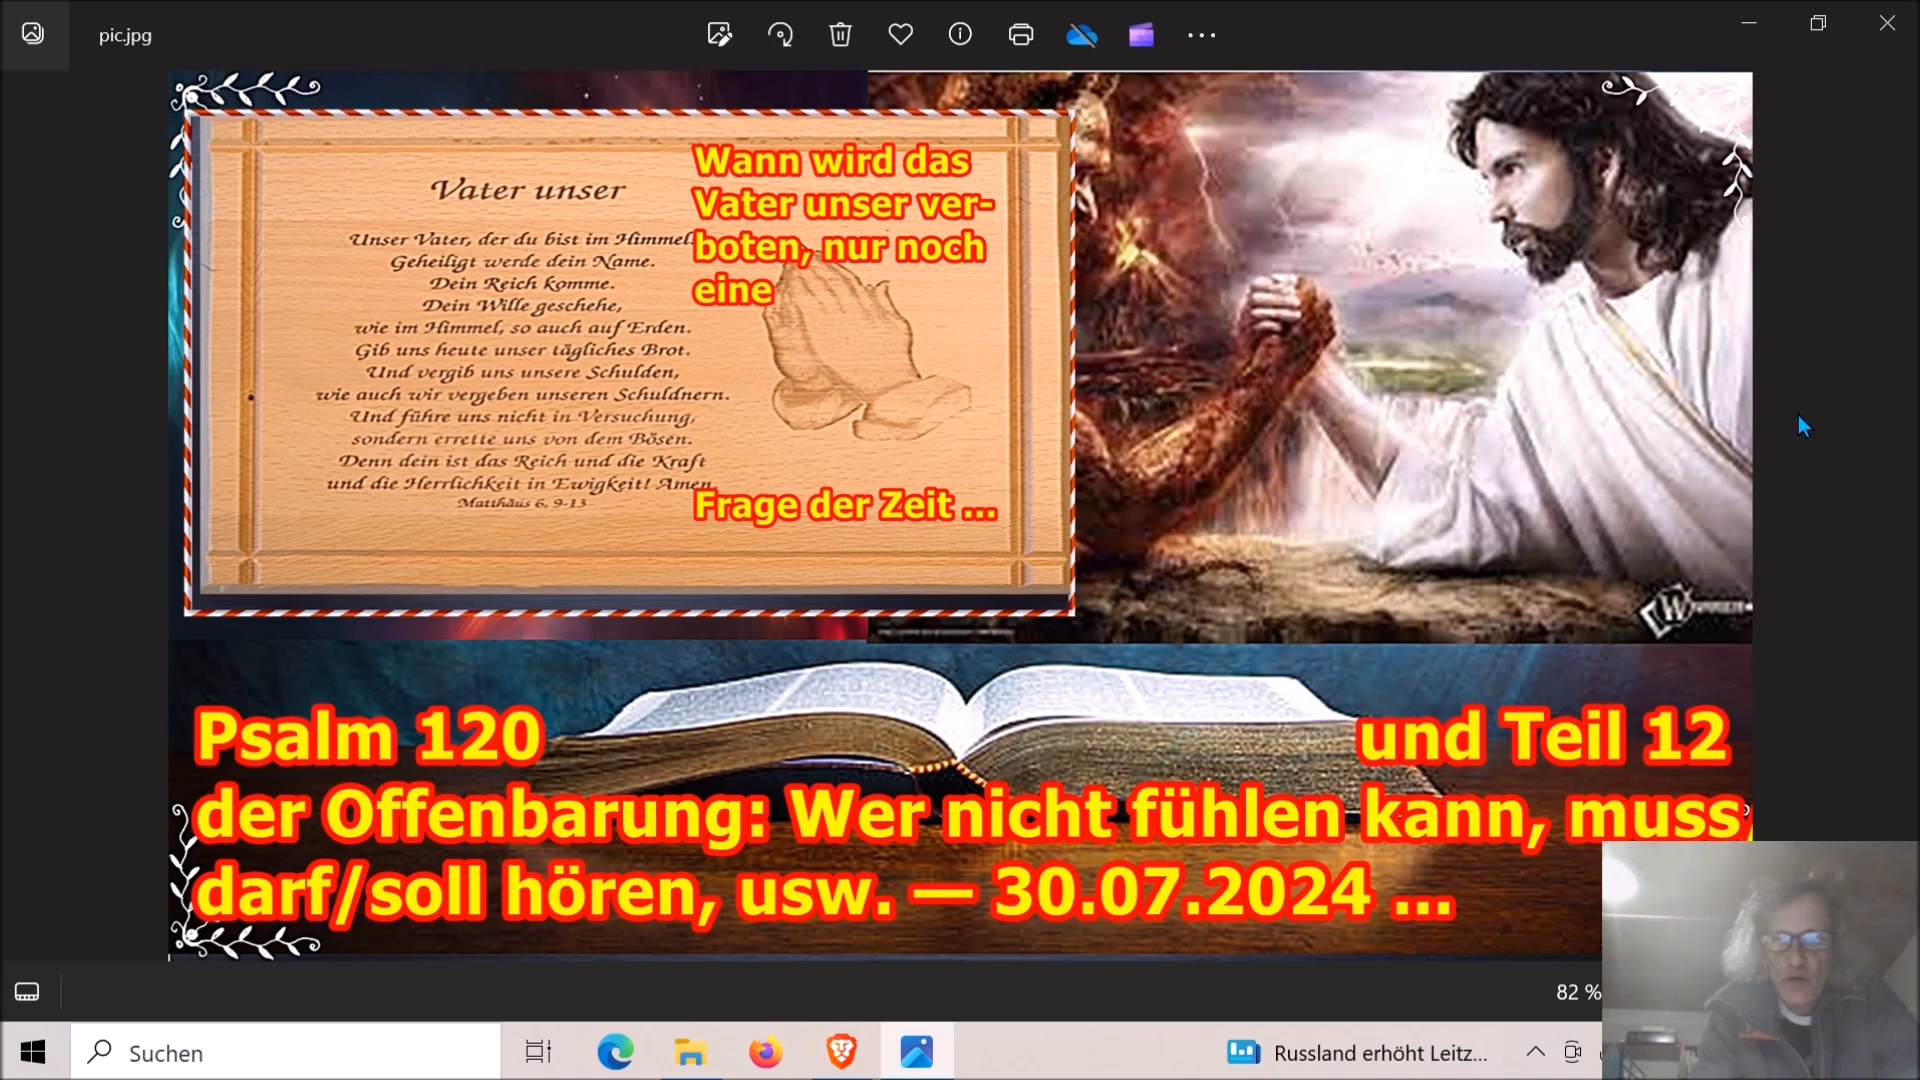 pic.jpg
Vater unser
Unser Vater, der du bist im Himmel
Geheiligt werde dein Name.
Dein Reich komme.
Dein Wille geschehe,
wie im Himmel, so auch auf Erden.
Gib uns heute unser tägliches Brot.
Und vergib uns unsere Schulden,
wie auch wir vergeben unseren Schuldnern.
Und führe uns nicht in Versuchung,
sondern errette uns von dem Bösen.
Denn dein ist das Reich und die Kraft
und die Herrlichkeit in Ewigkeit! Amen
Matthäus 6, 9-13
Wann wird das
Vater unser ver-
boten, nur noch
eine
Frage der Zeit ...
Psalm 120 und Teil 12
der Offenbarung: Wer nicht fühlen kann, muss/
darf/soll hören, usw. — 30.07.2024 ...
82 %
Suchen
Russland erhöht Leitz...